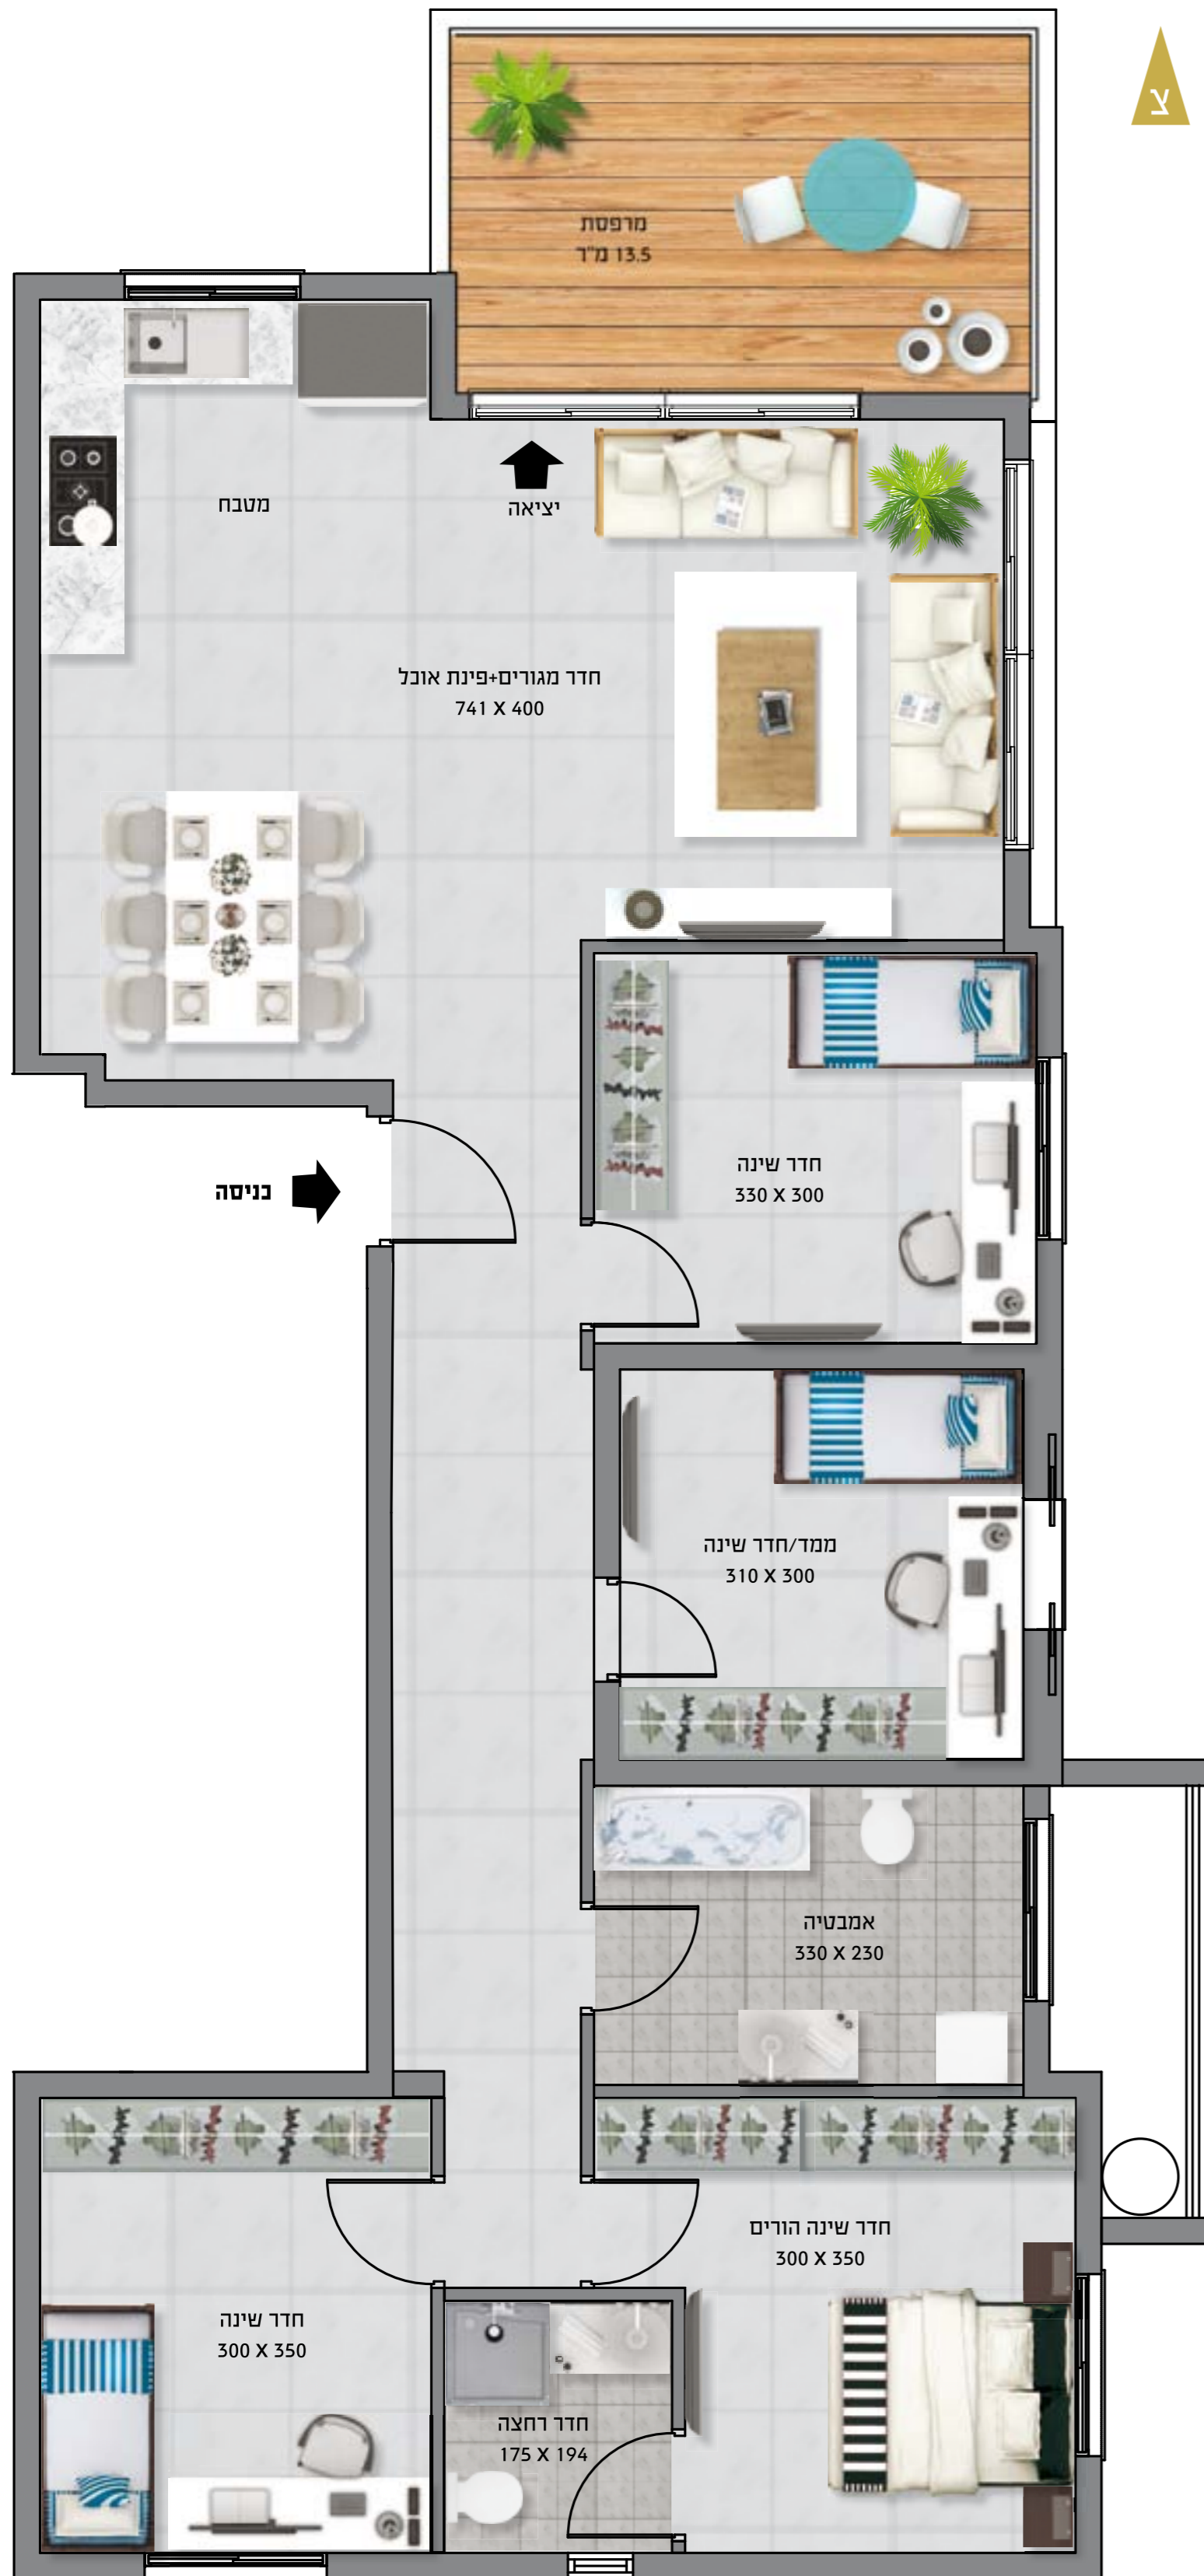 צ
מרפסת
13.5 מ"ר
מטבח
יציאה
חדר מגורים+פינת אוכל
741 X 400
כניסה
חדר שינה
330 X 300
ממד/חדר שינה
310 X 300
אמבטיה
330 X 230
חדר שינה הורים
300 X 350
חדר שינה
300 X 350
חדר רחצה
175 X 194